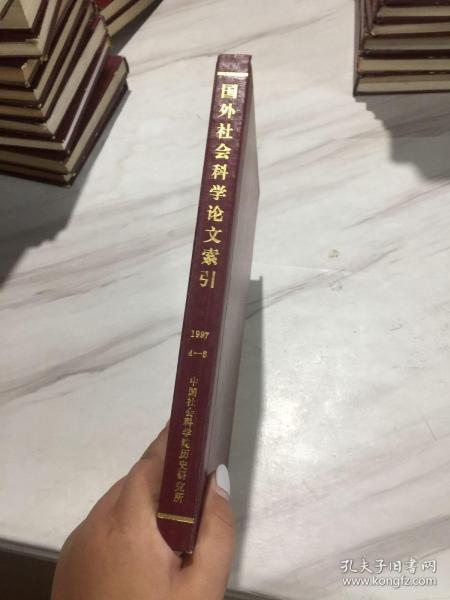 国外社会科学论文索引
1997
4--8
中国社会科学院历史研究所
孔夫子旧书网
www.kongfz.com